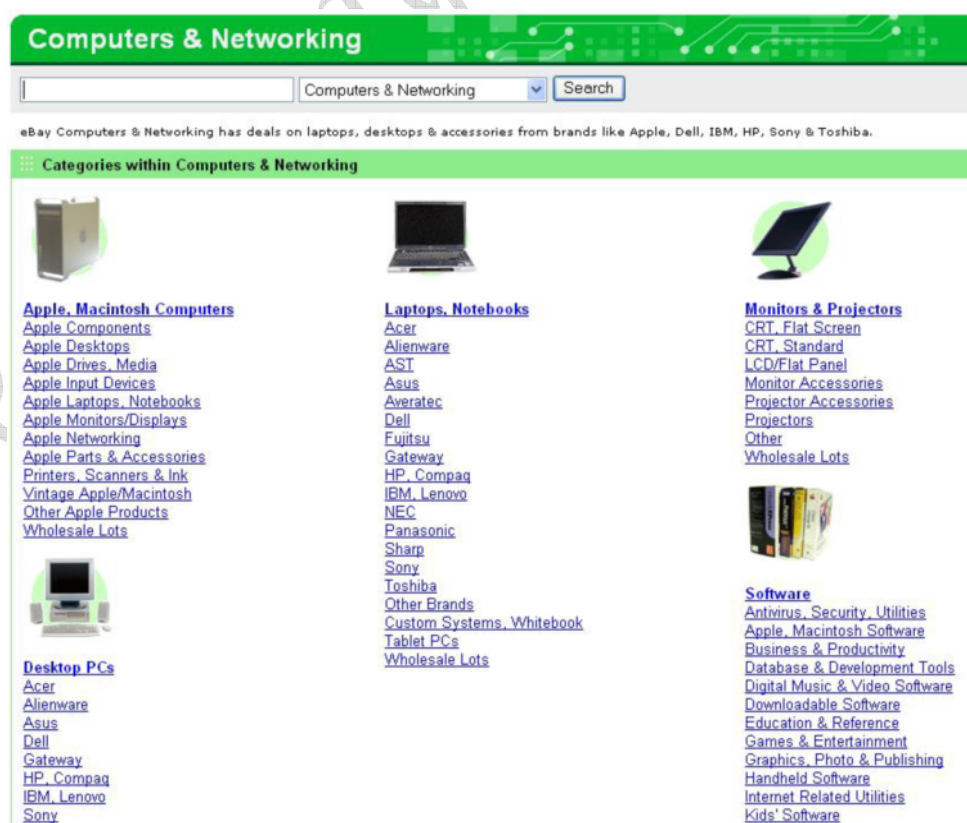 Computers & Networking
Computers & Networking
Search
eBay Computers & Networking has deals on laptops, desktops & accessories from brands like Apple, Dell, IBM, HP, Sony & Toshiba.
Categories within Computers & Networking
Apple, Macintosh Computers
Apple Components
Apple Desktops
Apple Drives, Media
Apple Input Devices
Apple Laptops, Notebooks
Apple Monitors/Displays
Apple Networking
Apple Parts & Accessories
Printers, Scanners & Ink
Vintage Apple/Macintosh
Other Apple Products
Wholesale Lots
Desktop PCs
Acer
Alienware
Asus
Dell
Gateway
HP, Compaq
IBM, Lenovo
Sony
Laptops, Notebooks
Acer
Alienware
AST
Asus
Averatec
Dell
Fujitsu
Gateway
HP, Compaq
IBM, Lenovo
NEC
Panasonic
Sharp
Sony
Toshiba
Other Brands
Custom Systems, Whitebook
Tablet PCs
Wholesale Lots
Monitors & Projectors
CRT, Flat Screen
CRT, Standard
LCD/Flat Panel
Monitor Accessories
Projector Accessories
Projectors
Other
Wholesale Lots
Software
Antivirus, Security, Utilities
Apple, Macintosh Software
Business & Productivity
Database & Development Tools
Digital Music & Video Software
Downloadable Software
Education & Reference
Games & Entertainment
Graphics, Photo & Publishing
Handheld Software
Internet Related Utilities
Kids' Software